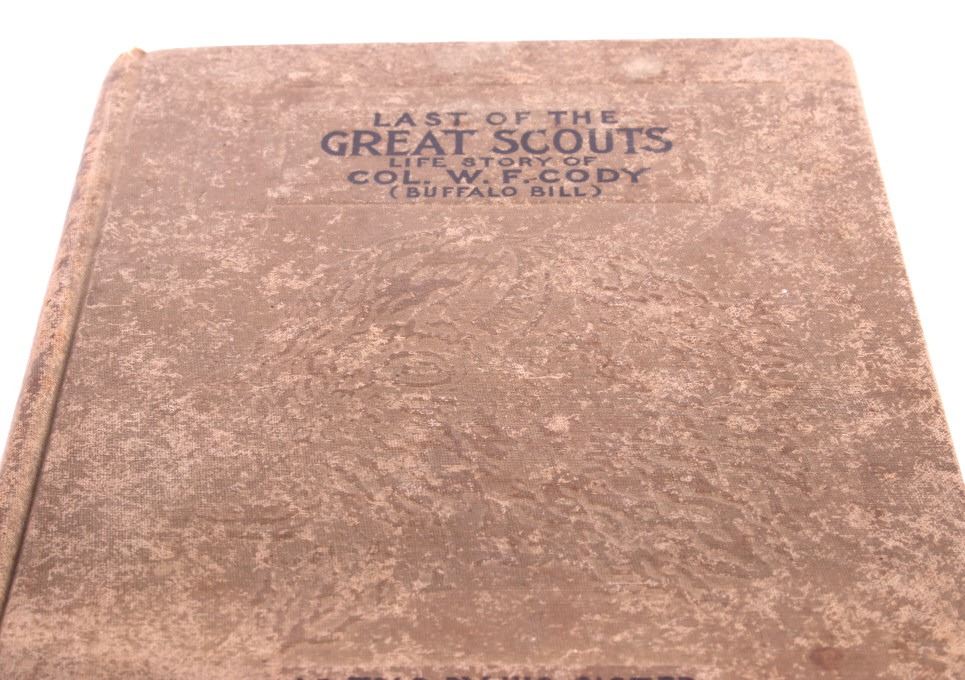 LAST OF THE
GREAT SCOUTS
LIFE STORY OF
COL. W. F. CODY
(BUFFALO BILL)